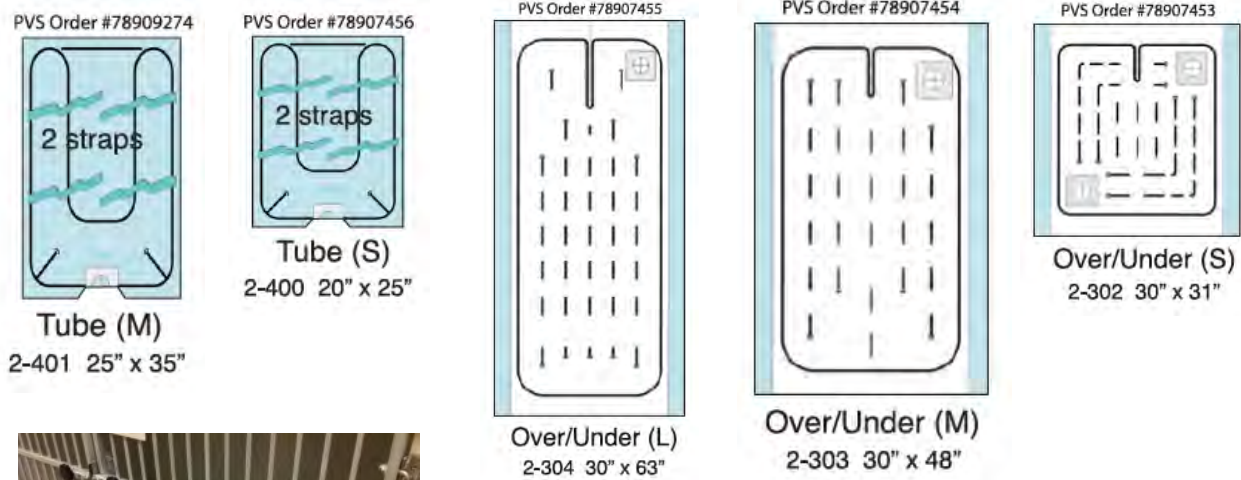 PVS Order #78909274
2 straps
Tube (M)
2-401 25" x 35"
PVS Order #78907456
2 straps
Tube (S)
2-400 20" x 25"
PVS Order #78907455
Over/Under (L)
2-304 30" x 63"
PVS Order #78907454
Over/Under (M)
2-303 30" x 48"
PVS Order #78907453
Over/Under (S)
2-302 30" x 31"